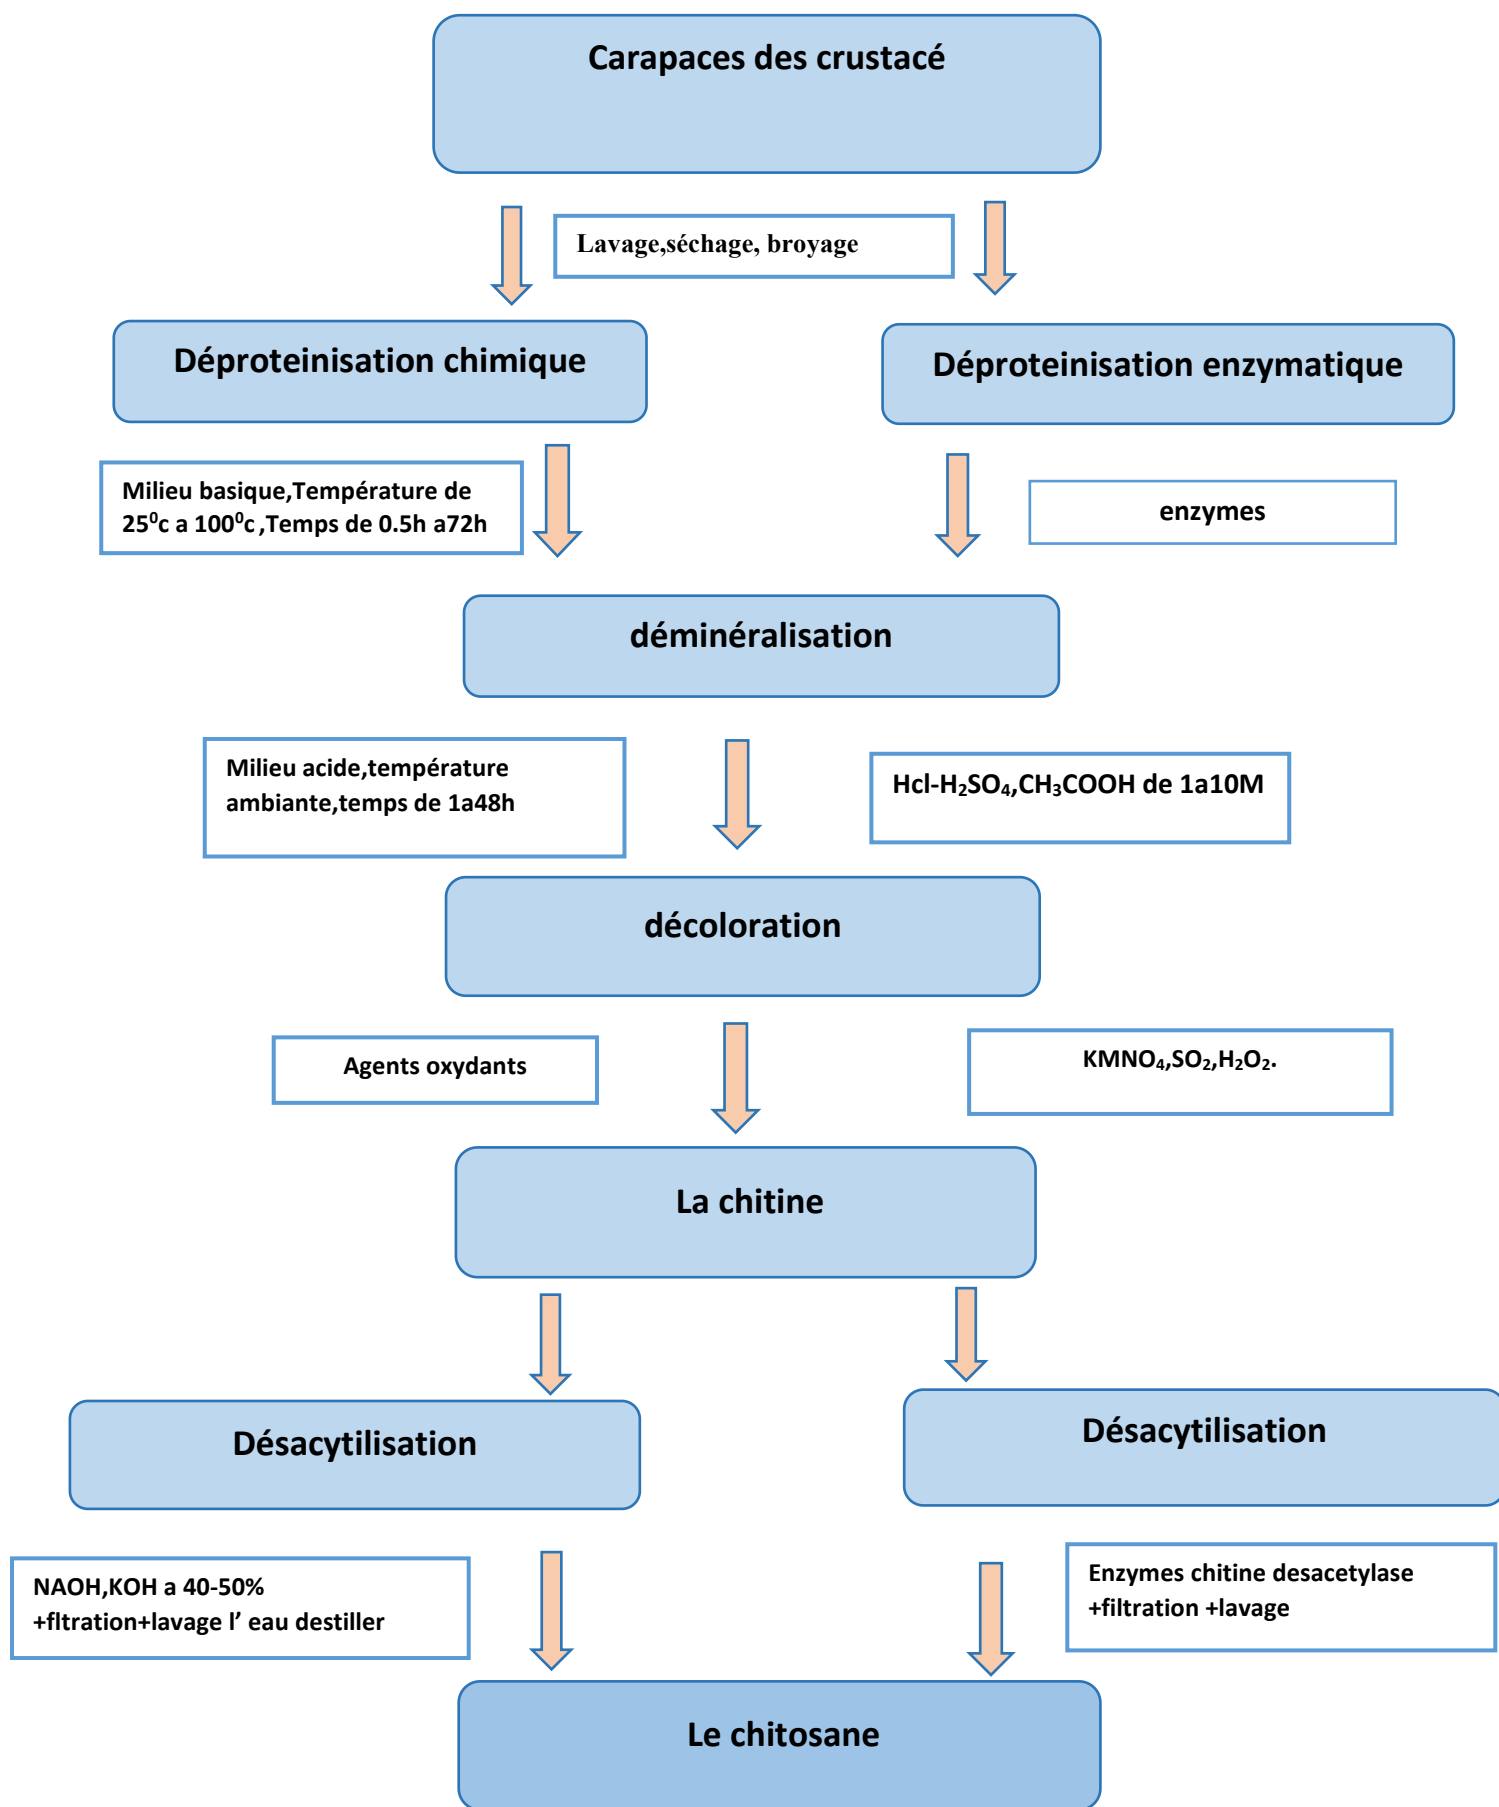 Carapaces des crustacé
Lavage,séchage, broyage
Déproteinisation chimique
Déproteinisation enzymatique
Milieu basique,Température de
25⁰c a 100⁰c ,Temps de 0.5h a72h
enzymes
déminéralisation
Milieu acide,température
ambiante,temps de 1a48h
Hcl-H₂SO₄,CH₃COOH de 1a10M
décoloration
Agents oxydants
KMNO₄,SO₂,H₂O₂.
La chitine
Désacytilisation
Désacytilisation
NAOH,KOH a 40-50%
+fltration+lavage l’ eau destiller
Enzymes chitine desacetylase
+filtration +lavage
Le chitosane